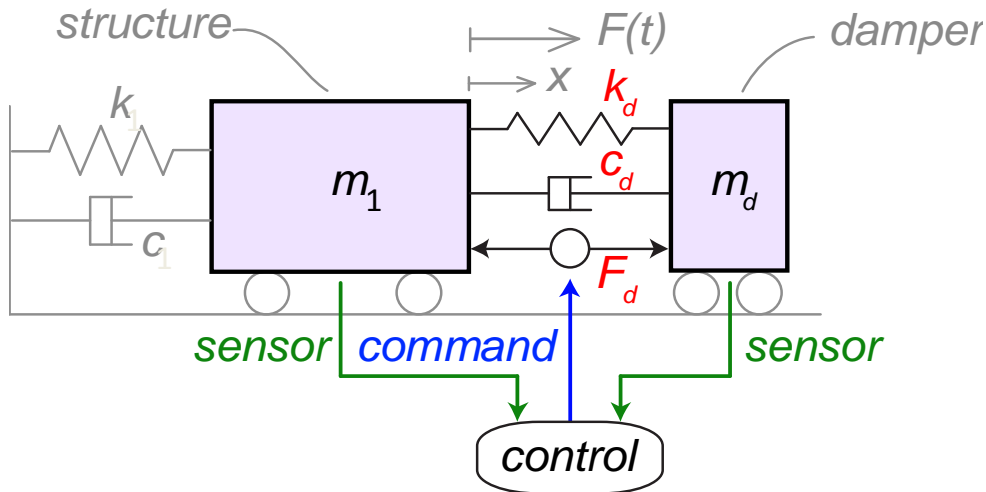 structure
F(t)
damper
x
k1
kd
cd
m1
md
c1
Fd
sensor
command
sensor
control